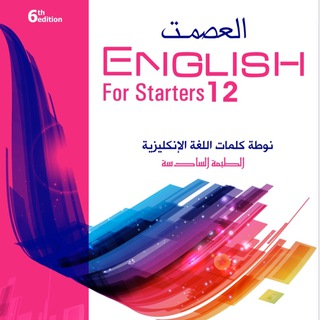 6th
edition
العصمت
ENGLISH
For Starters 12
نوطة كلمات اللغة الإنكليزية
الطبعة السادسة